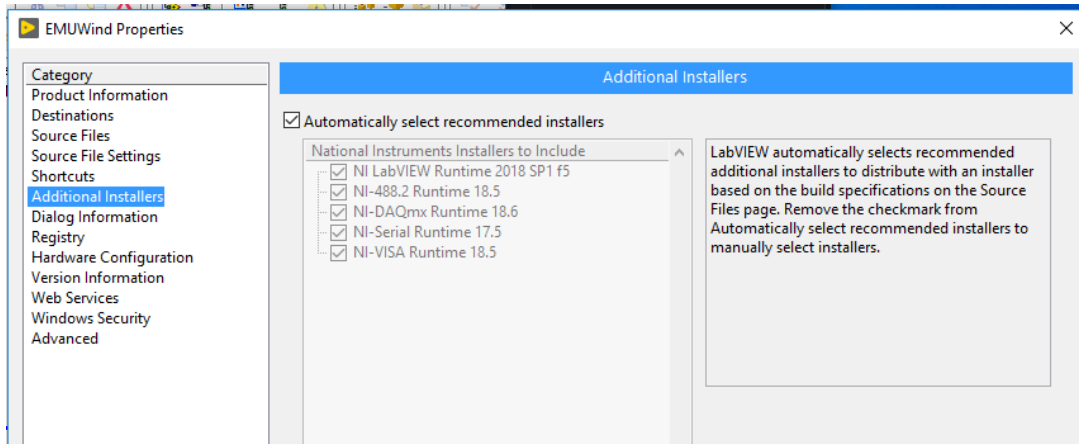 EMUWind Properties
Category
Product Information
Destinations
Source Files
Source File Settings
Shortcuts
Additional Installers
Dialog Information
Registry
Hardware Configuration
Version Information
Web Services
Windows Security
Advanced
Additional Installers
Automatically select recommended installers
National Instruments Installers to Include
NI LabVIEW Runtime 2018 SP1 f5
NI-488.2 Runtime 18.5
NI-DAQmx Runtime 18.6
NI-Serial Runtime 17.5
NI-VISA Runtime 18.5
LabVIEW automatically selects recommended
additional installers to distribute with an installer
based on the build specifications on the Source
Files page. Remove the checkmark from
Automatically select recommended installers to
manually select installers.